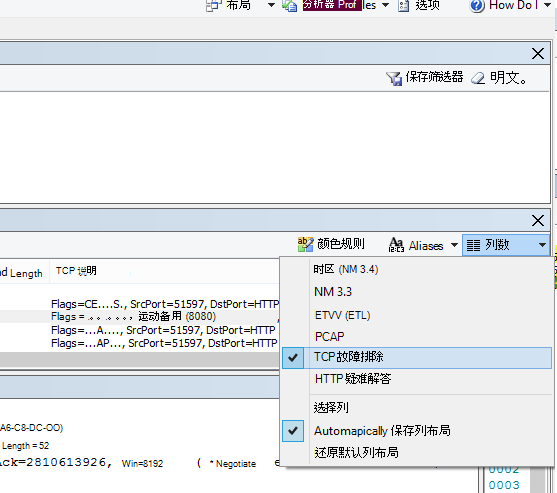 布局 分析器 Prof les 选项 How Do I
保存筛选器 明文。
颜色规则 Aliases 列数
nd Length TCP 说明
Flags=CE....S., SrcPort=51597, DstPort=HTTP
Flags = 。。。。。。, 运动备用 (8080)
Flags=...A...., SrcPort=51597, DstPort=HTTP
Flags=...AP..., SrcPort=51597, DstPort=HTTP
时区 (NM 3.4)
NM 3.3
ETVV (ETL)
PCAP
TCP 故障排除
HTTP 疑难解答
选择列
Automapically 保存列布局
还原默认列布局
A6-C8-DC-OO)
Length = 52
Ack=2810613926, Win=8192 ( * Negotiate
0002
0003